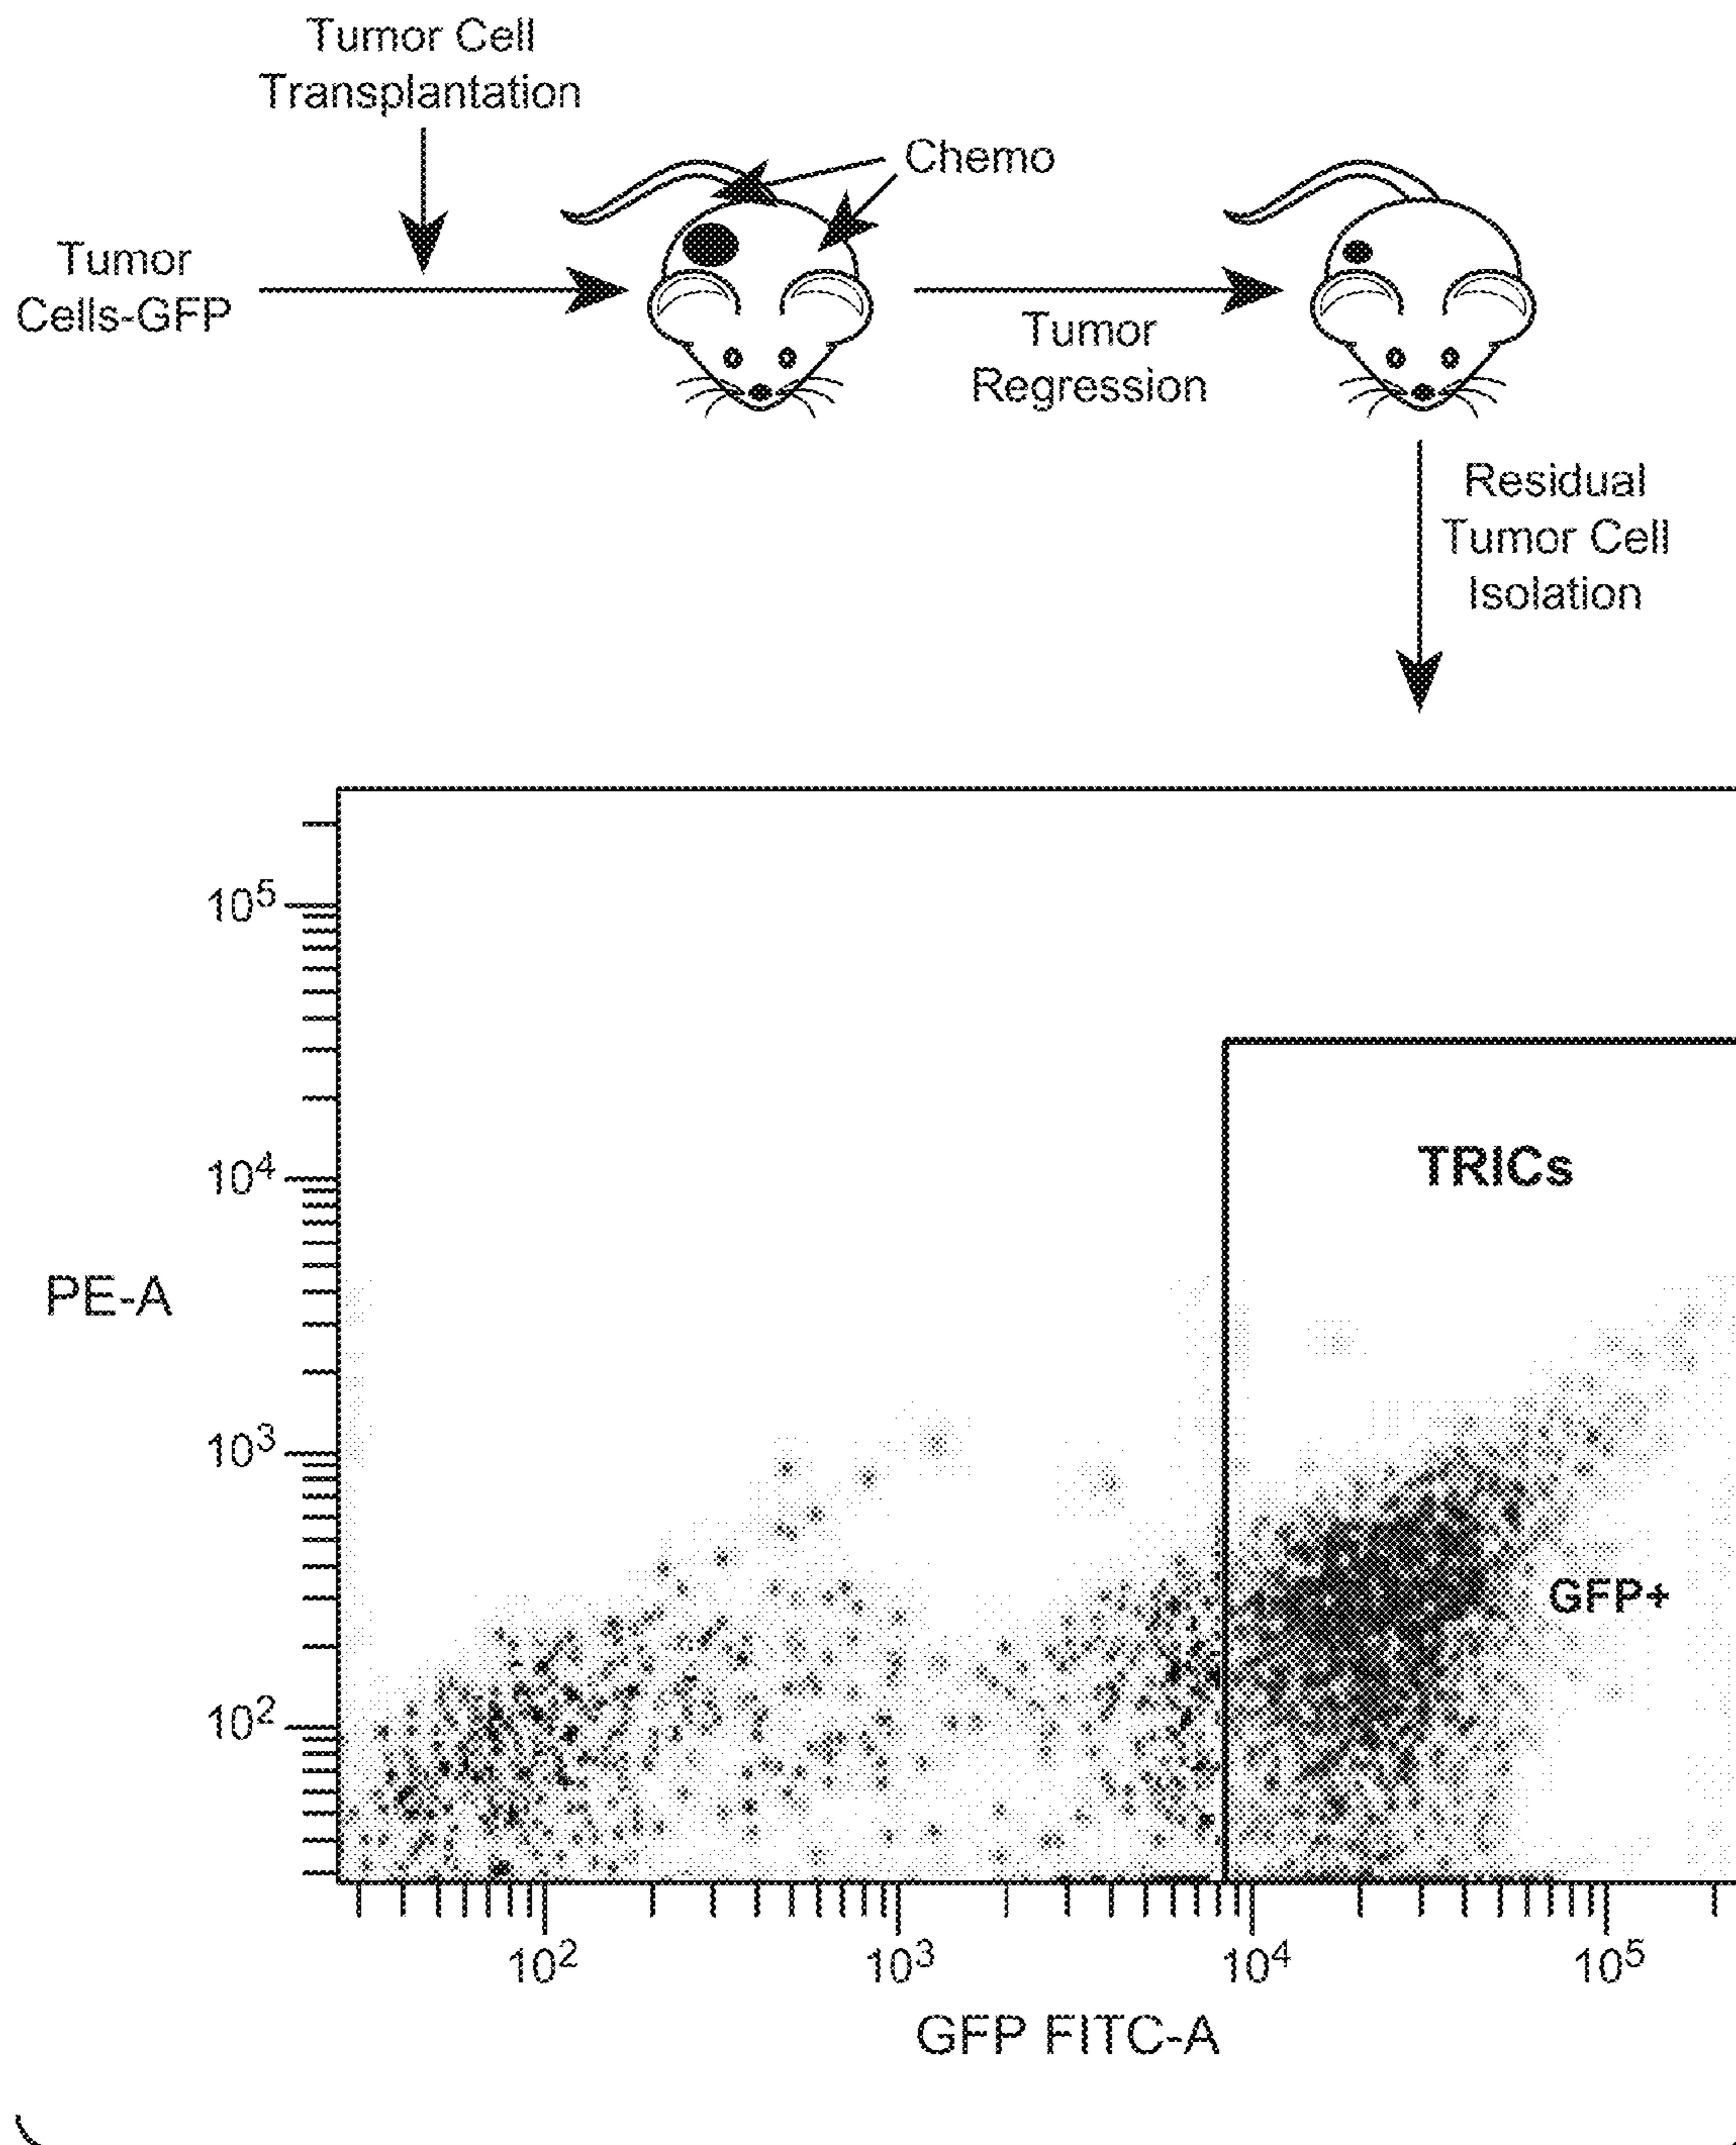 Tumor Cell
Transplantation
Chemo
Tumor
Cells-GFP
Tumor
Regression
Residual
Tumor Cell
Isolation
10⁵
10⁴
10³
10²
PE-A
TRICs
GFP+
10²
10³
10⁴
10⁵
GFP FITC-A